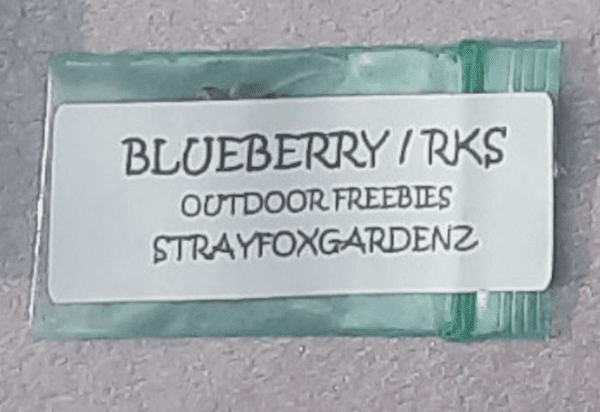 BLUEBERRY / RKS
OUTDOOR FREEBIES
STRAYFOXGARDENZ